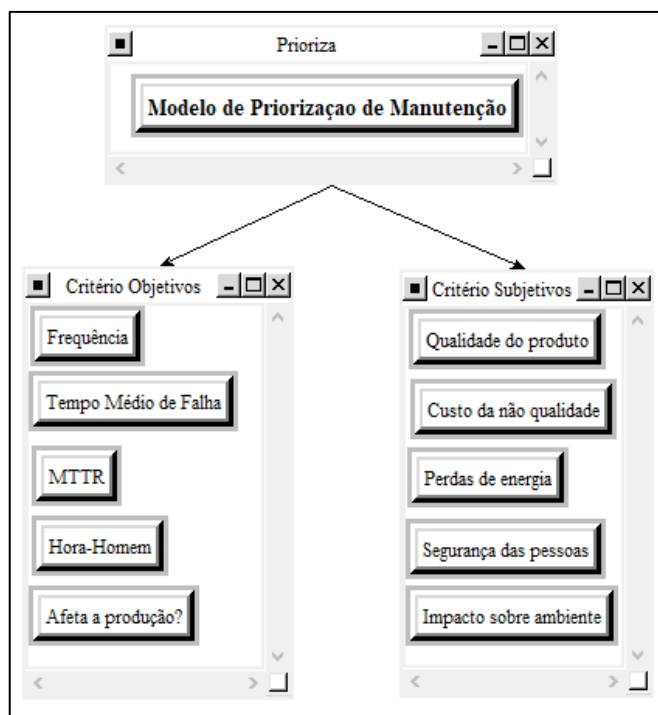 Prioriza
Modelo de Priorizaçao de Manutenção
Critério Objetivos
Frequência
Tempo Médio de Falha
MTTR
Hora-Homem
Afeta a produção?
Critério Subjetivos
Qualidade do produto
Custo da não qualidade
Perdas de energia
Segurança das pessoas
Impacto sobre ambiente